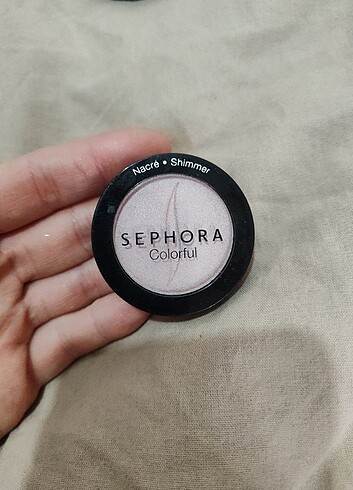 Nacré • Shimmer
SEPHORA
Colorful